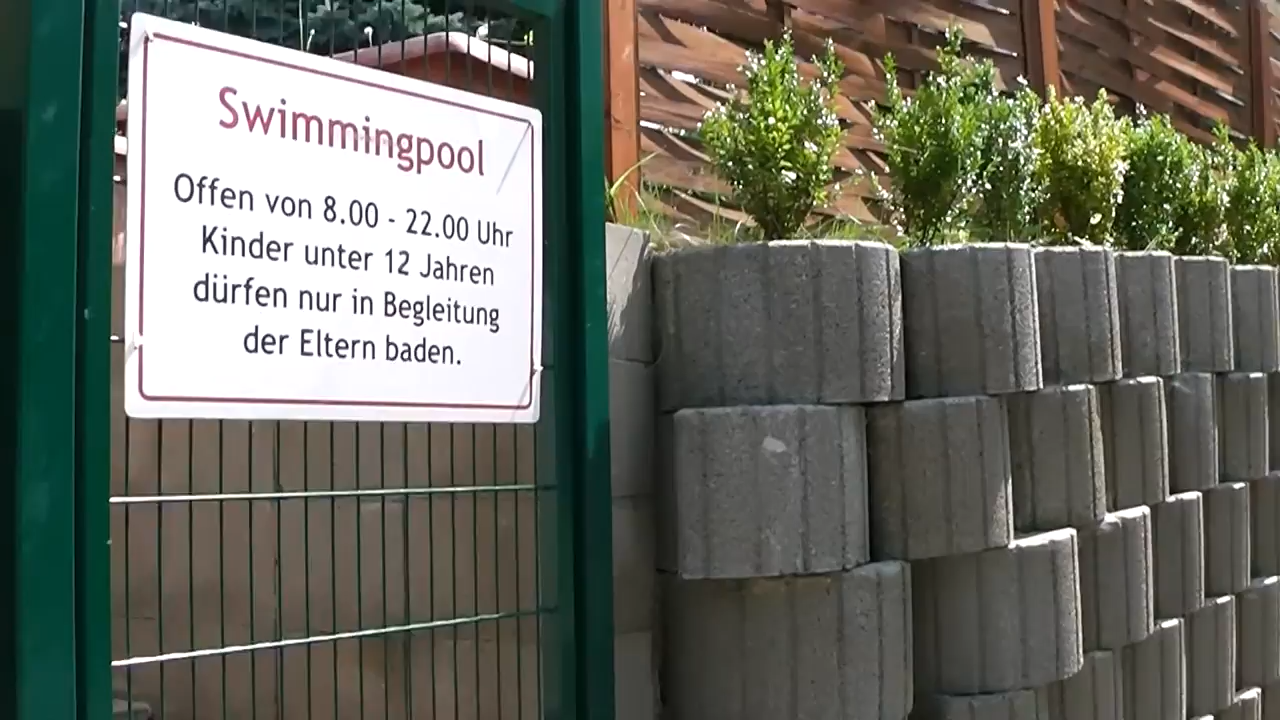 Swimmingpool
Offen von 8.00 - 22.00 Uhr
Kinder unter 12 Jahren
dürfen nur in Begleitung
der Eltern baden.